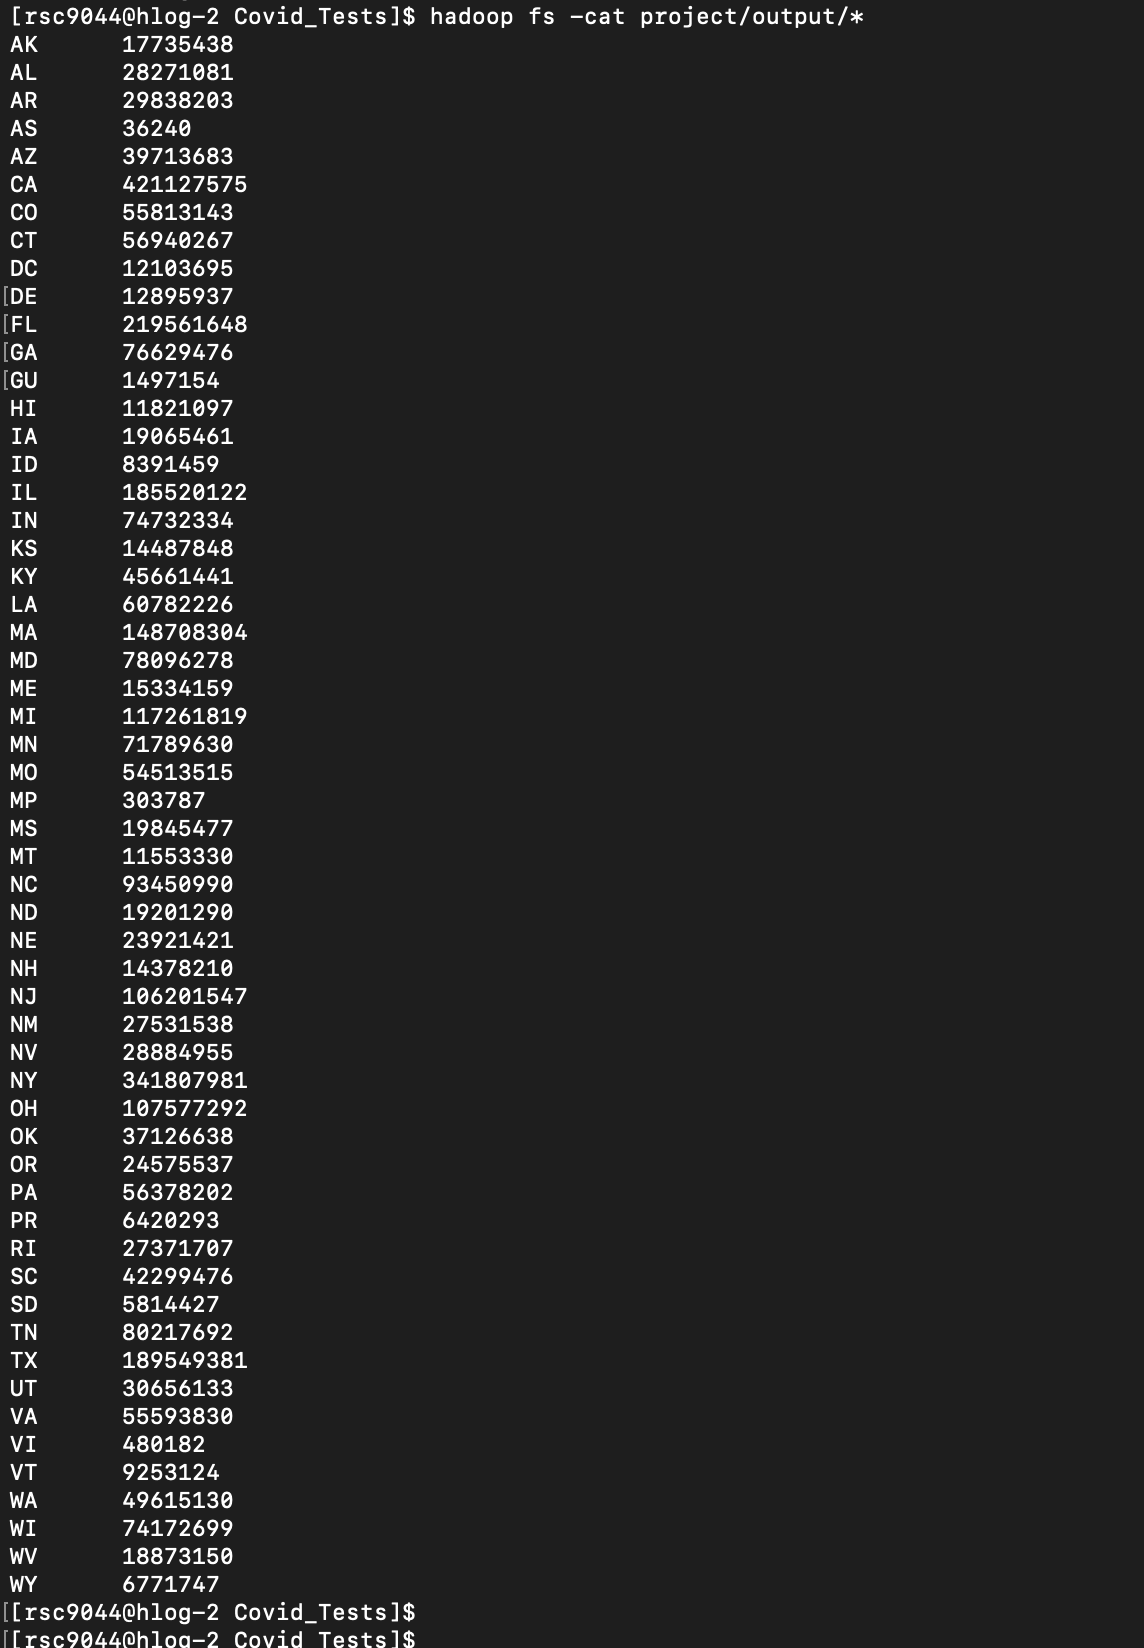 [rsc9044@hlog-2 Covid_Tests]$ hadoop fs -cat project/output/*
AK 17735438
AL 28271081
AR 29838203
AS 36240
AZ 39713683
CA 421127575
CO 55813143
CT 56940267
DC 12103695
[DE 12895937
[FL 219561648
[GA 76629476
[GU 1497154
HI 11821097
IA 19065461
ID 8391459
IL 185520122
IN 74732334
KS 14487848
KY 45661441
LA 60782226
MA 148708304
MD 78096278
ME 15334159
MI 117261819
MN 71789630
MO 54513515
MP 303787
MS 19845477
MT 11553330
NC 93450990
ND 19201290
NE 23921421
NH 14378210
NJ 106201547
NM 27531538
NV 28884955
NY 341807981
OH 107577292
OK 37126638
OR 24575537
PA 56378202
PR 6420293
RI 27371707
SC 42299476
SD 5814427
TN 80217692
TX 189549381
UT 30656133
VA 55593830
VI 480182
VT 9253124
WA 49615130
WI 74172699
WV 18873150
WY 6771747
[[rsc9044@hlog-2 Covid_Tests]$
[[rsc9044@hlog-2 Covid_Tests]$